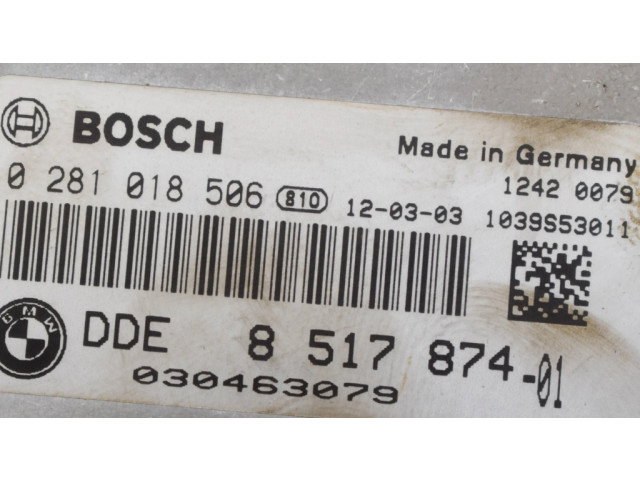 BOSCH
Made in Germany
0 281 018 506 810 12-03-03
1242 0079
1039S53011
BMW DDE 8 517 874-01
030463079